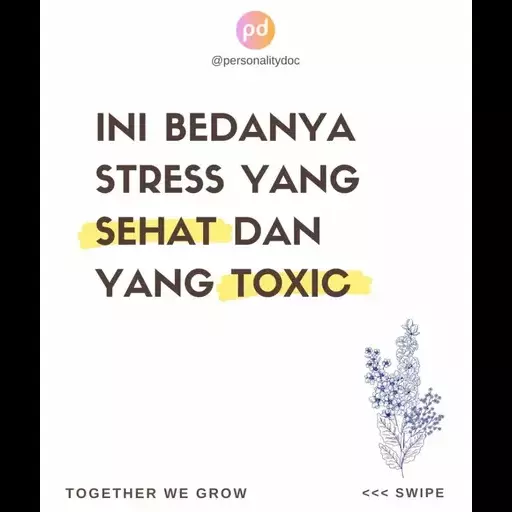 pd
@personalitydoc
INI BEDANYA
STRESS YANG
SEHAT DAN
YANG TOXIC
TOGETHER WE GROW
<<< SWIPE